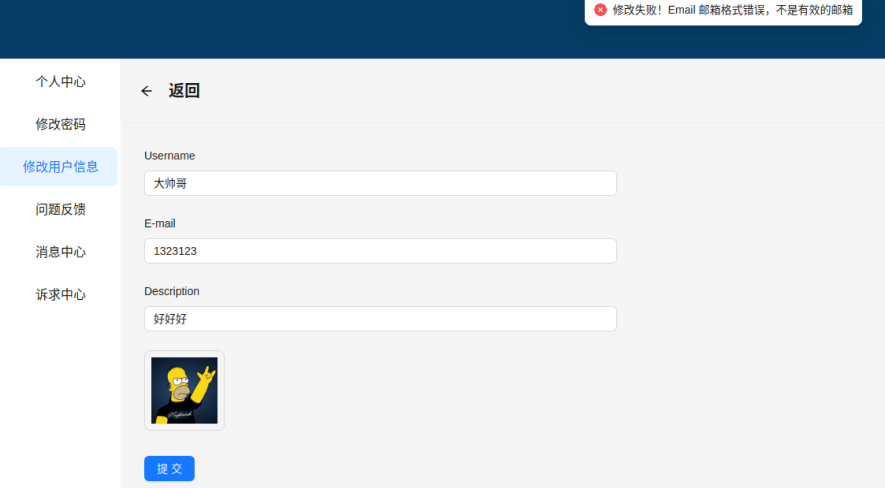 修改失败！Email 邮箱格式错误，不是有效的邮箱
个人中心
修改密码
修改用户信息
问题反馈
消息中心
诉求中心
返回
Username
大帅哥
E-mail
1323123
Description
好好好
提 交